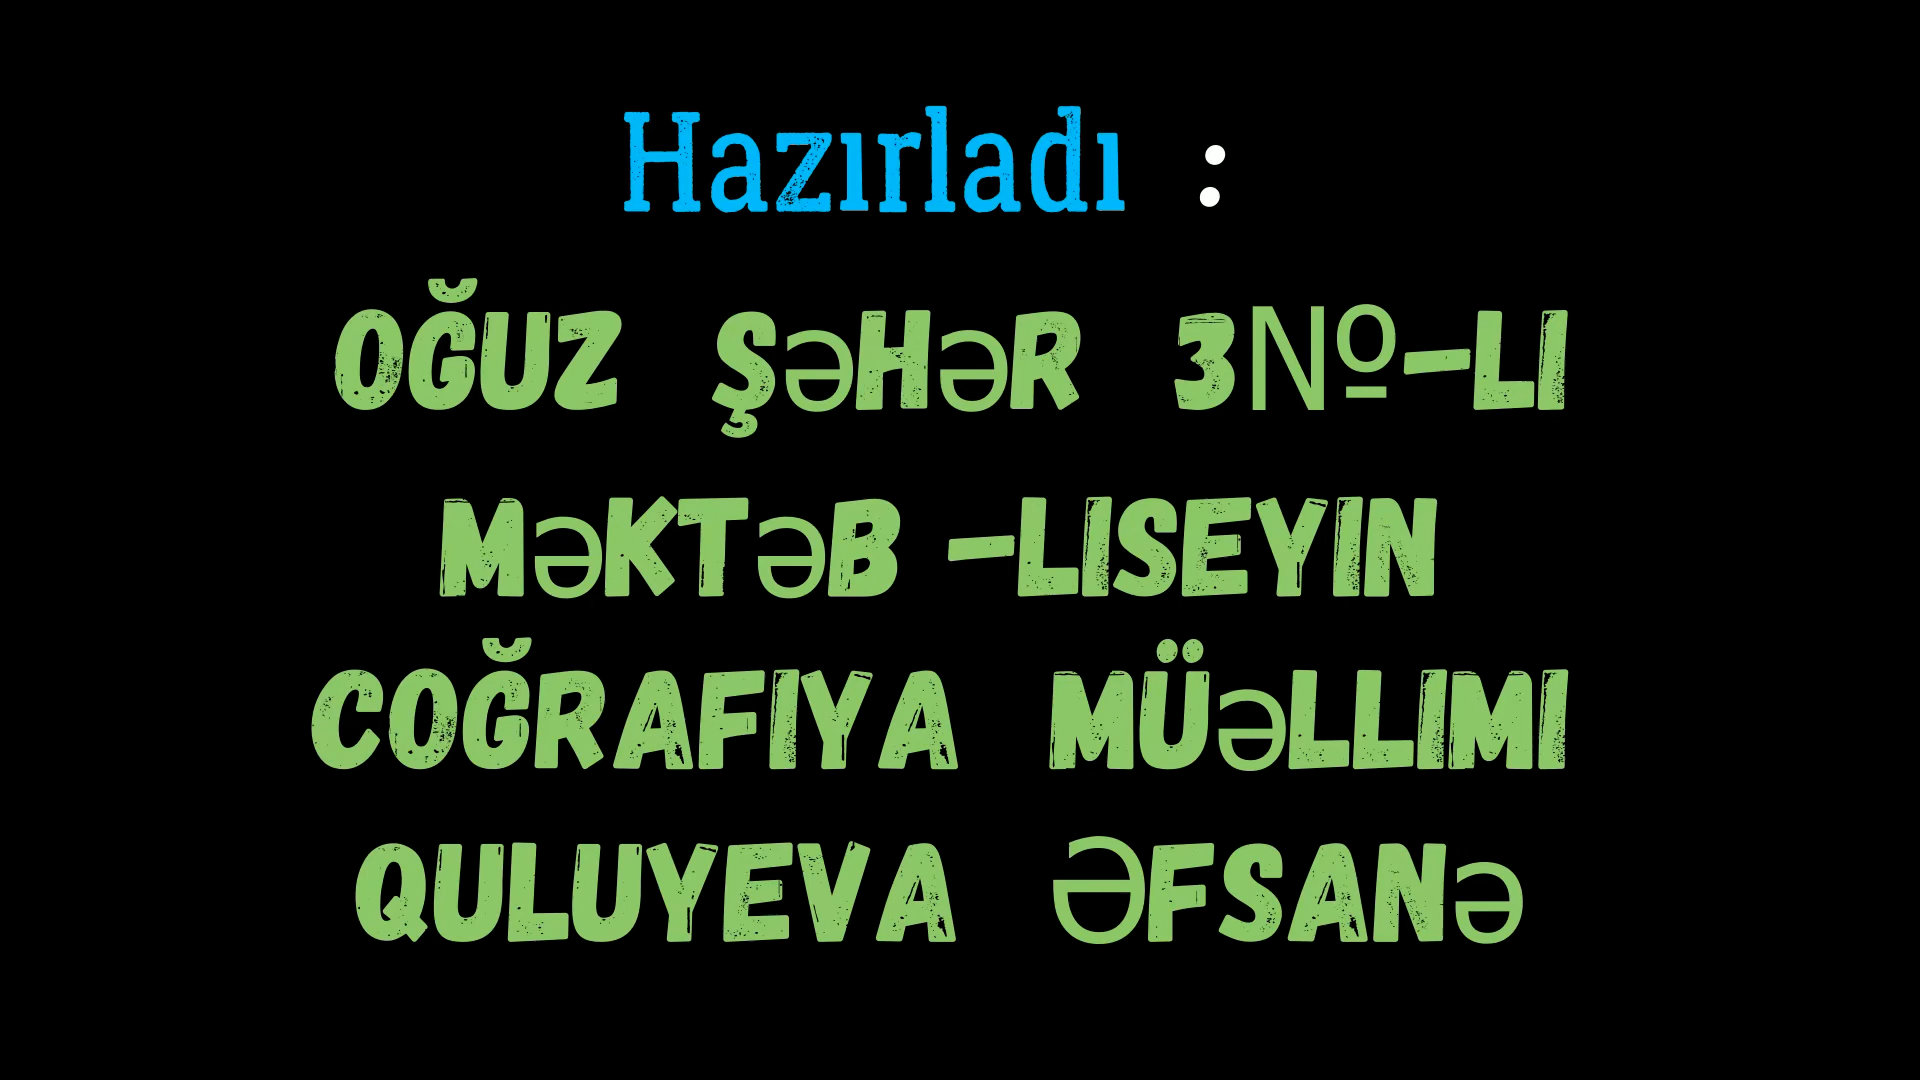 Hazırladı :
OĞUZ ŞəHəR 3Nº-LI
MəKTəB -LISEYIN
COĞRAFIYA MÜəLLIMI
QULUYEVA ƏFSANə